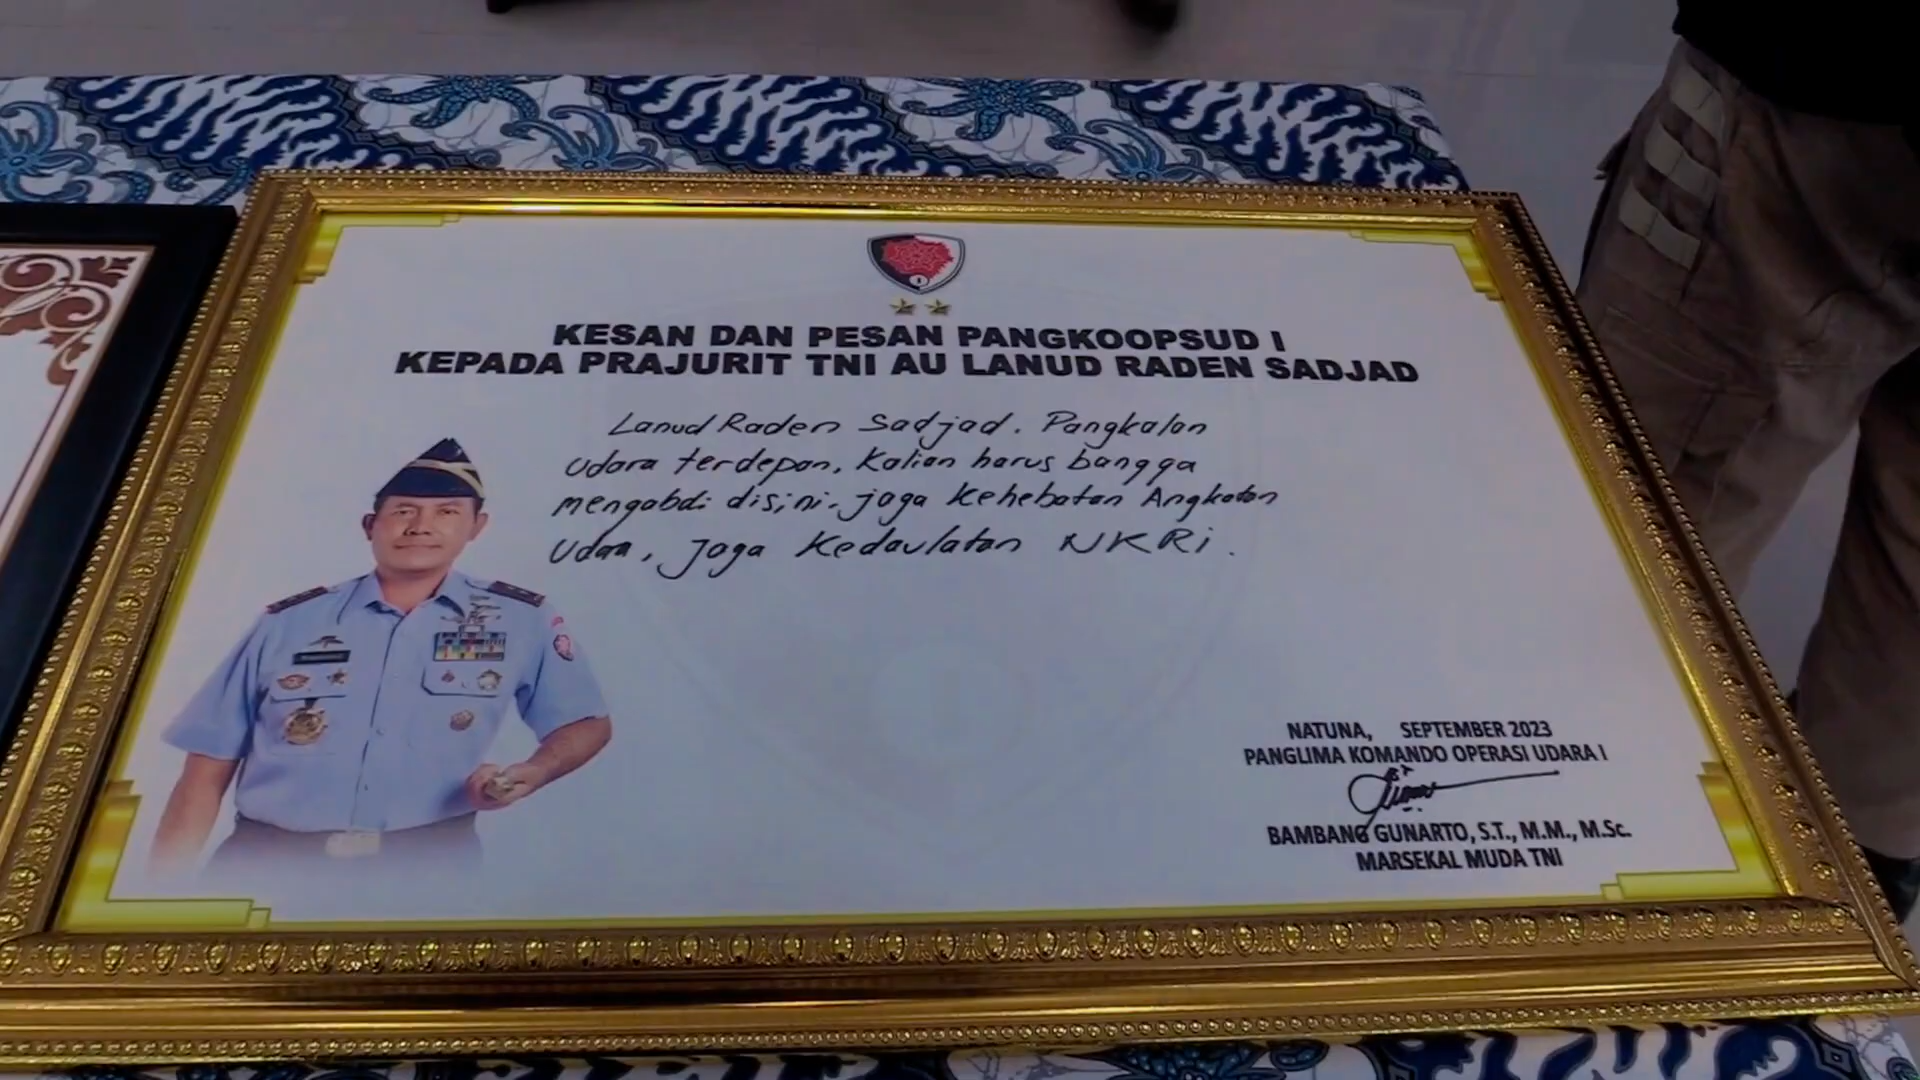 KESAN DAN PESAN PANGKOOPSUD I
KEPADA PRAJURIT TNI AU LANUD RADEN SADJAD
Lanud Raden Sadjad. Pangkalan
Udara terdepan, Kalian harus bangga
mengabdi disini. jaga Kehebatan Angkatan
Udara, jaga Kedaulatan NKRi.
NATUNA, SEPTEMBER 2023
PANGLIMA KOMANDO OPERASI UDARA I
BAMBANG GUNARTO, S.T., M.M., M.Sc.
MARSEKAL MUDA TNI